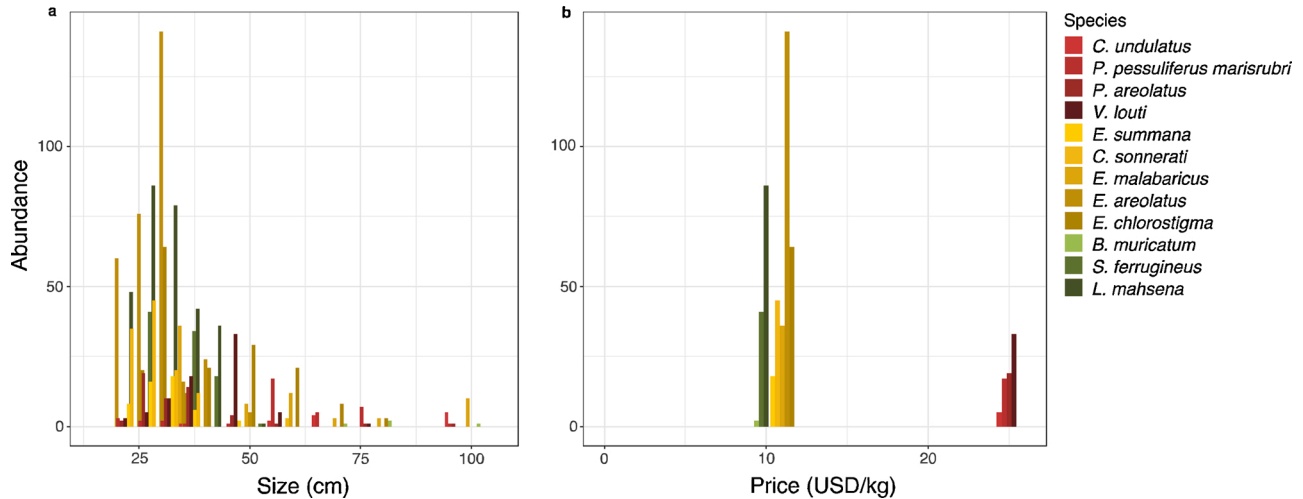 a
Abundance
100
50
0
25
50
75
100
Size (cm)
b
100
50
0
0
10
20
Price (USD/kg)
Species
C. undulatus
P. pessuliferus marisrubri
P. areolatus
V. louti
E. summana
C. sonnerati
E. malabaricus
E. areolatus
E. chlorostigma
B. muricatum
S. ferrugineus
L. mahsena